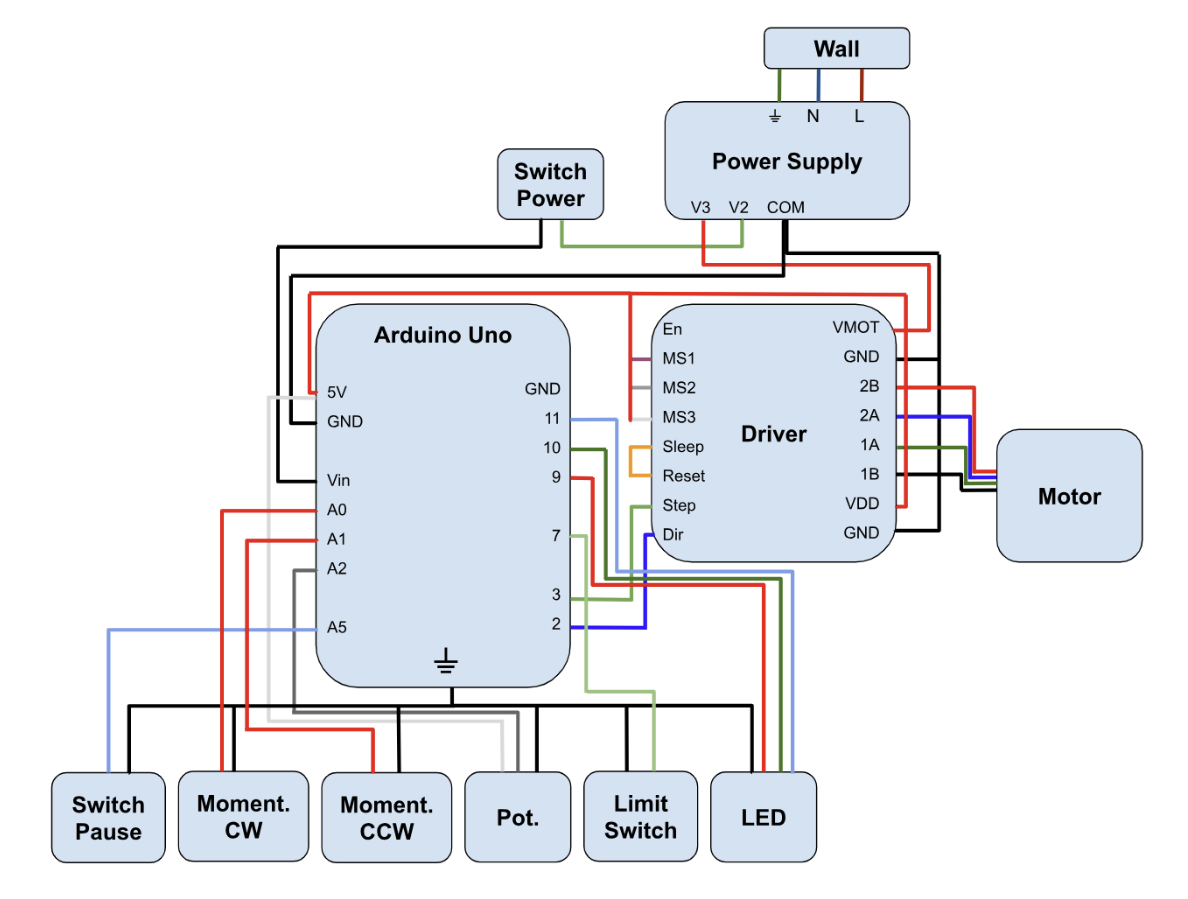 Wall
N L
Power Supply
V3 V2 COM
Switch
Power
Arduino Uno
5V
GND
Vin
A0
A1
A2
A5
GND
11
10
9
7
3
2
En
MS1
MS2
MS3
Sleep
Reset
Step
Dir
Driver
VMOT
GND
2B
2A
1A
1B
VDD
GND
Motor
Switch
Pause
Moment.
CW
Moment.
CCW
Pot.
Limit
Switch
LED